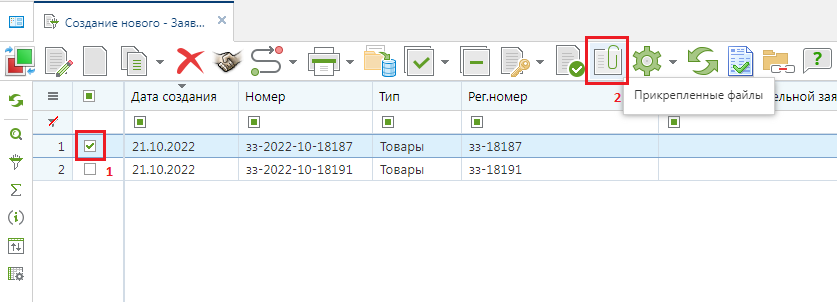 Создание нового - Заяв...
2 Прикрепленные файлы
Дата создания Номер Тип Рег.номер ельной зая
1 21.10.2022 зз-2022-10-18187 Товары зз-18187
2 21.10.2022 зз-2022-10-18191 Товары зз-18191
1